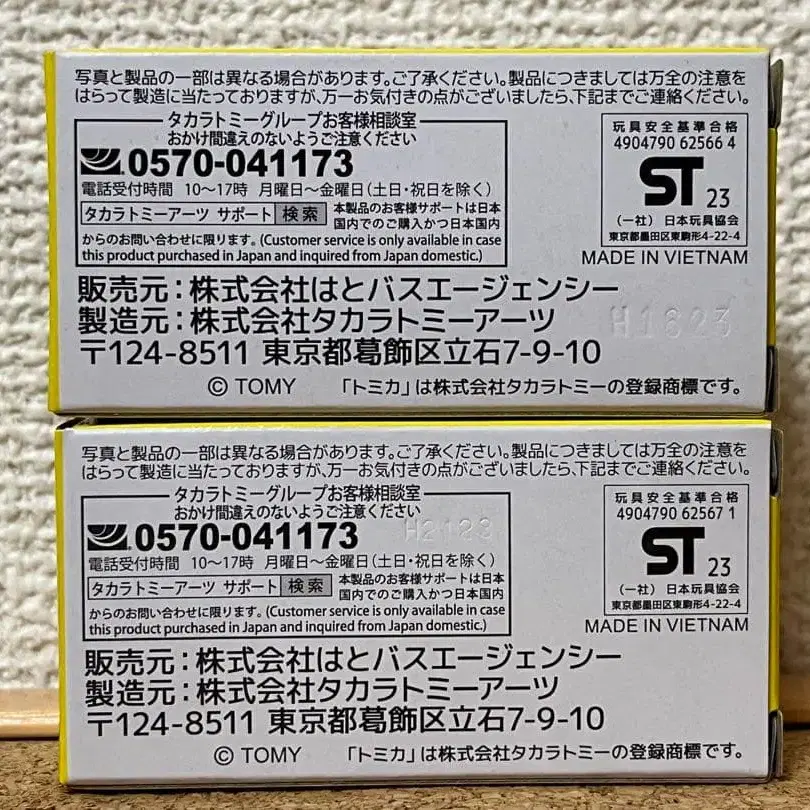 写真と製品の一部は異なる場合があります。ご了承ください。製品につきましては万全の注意を
はらって製造に当たっておりますが、万一お気付きの点がございましたら、下記までご連絡ください。
タカラトミーグループお客様相談室
おかけ間違えのないようご注意ください
0570-041173
電話受付時間 10〜17時 月曜日〜金曜日(土日・祝日を除く)
タカラトミーアーツ サポート 検索 本製品のお客様サポートは日本
国内でのご購入かつ日本国内
からのお問い合わせに限ります。(Customer service is only available in case
this product purchased in Japan and inquired from Japan domestic.)
玩具安全基準合格
4904790 62566 4
ST 23
(一社) 日本玩具協会
東京都墨田区東駒形4-22-4
MADE IN VIETNAM
販売元:株式会社はとバスエージェンシー
製造元:株式会社タカラトミーアーツ
H1623
〒124-8511 東京都葛飾区立石7-9-10
© TOMY 「トミカ」は株式会社タカラトミーの登録商標です。
写真と製品の一部は異なる場合があります。ご了承ください。製品につきましては万全の注意を
はらって製造に当たっておりますが、万一お気付きの点がございましたら、下記までご連絡ください。
タカラトミーグループお客様相談室
おかけ間違えのないようご注意ください
0570-041173
H2123
電話受付時間 10〜17時 月曜日〜金曜日(土日・祝日を除く)
タカラトミーアーツ サポート 検索 本製品のお客様サポートは日本
国内でのご購入かつ日本国内
からのお問い合わせに限ります。(Customer service is only available in case
this product purchased in Japan and inquired from Japan domestic.)
玩具安全基準合格
4904790 62567 1
ST 23
(一社) 日本玩具協会
東京都墨田区東駒形4-22-4
MADE IN VIETNAM
販売元:株式会社はとバスエージェンシー
製造元:株式会社タカラトミーアーツ
〒124-8511 東京都葛飾区立石7-9-10
© TOMY 「トミカ」は株式会社タカラトミーの登録商標です。